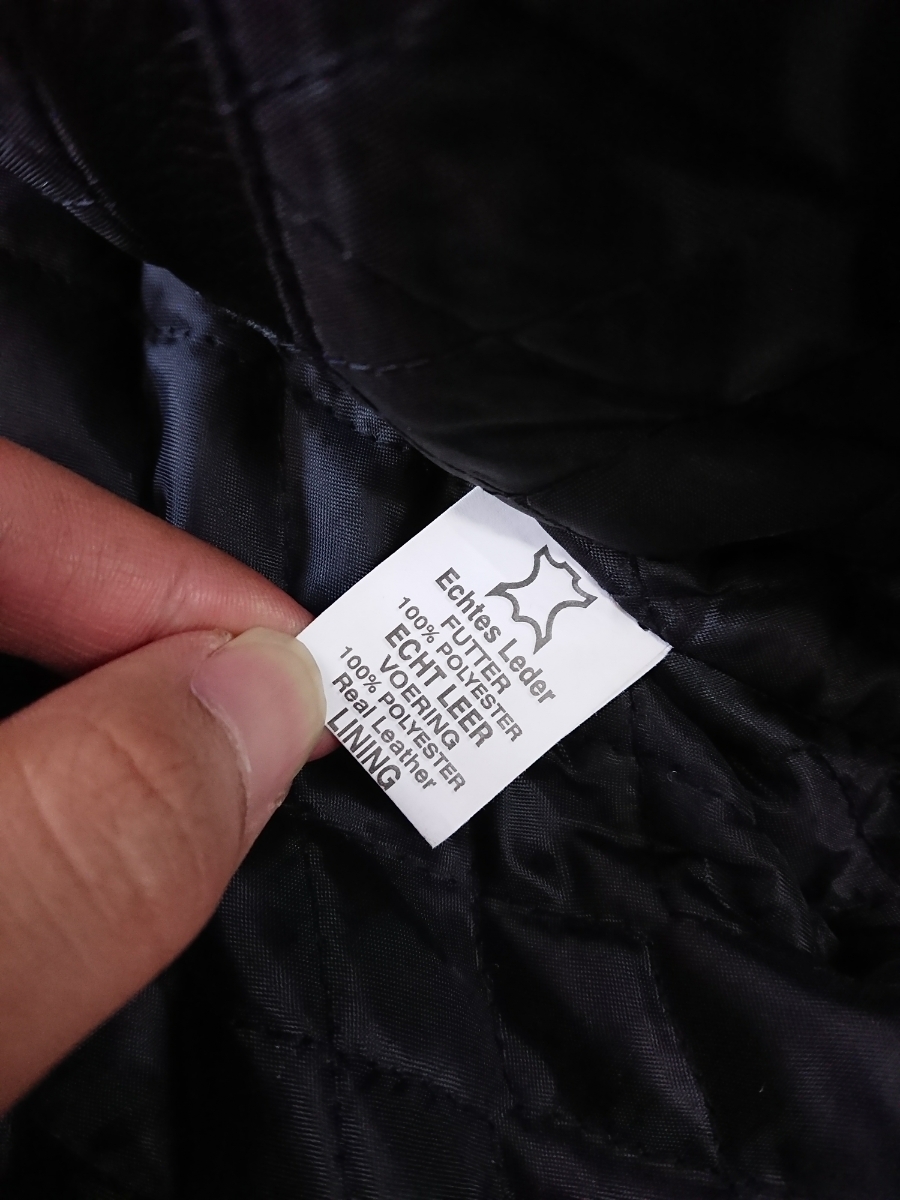 Echtes Leder
FUTTER
100% POLYESTER
ECHT LEER
VOERING
100% POLYESTER
Real Leather
LINING